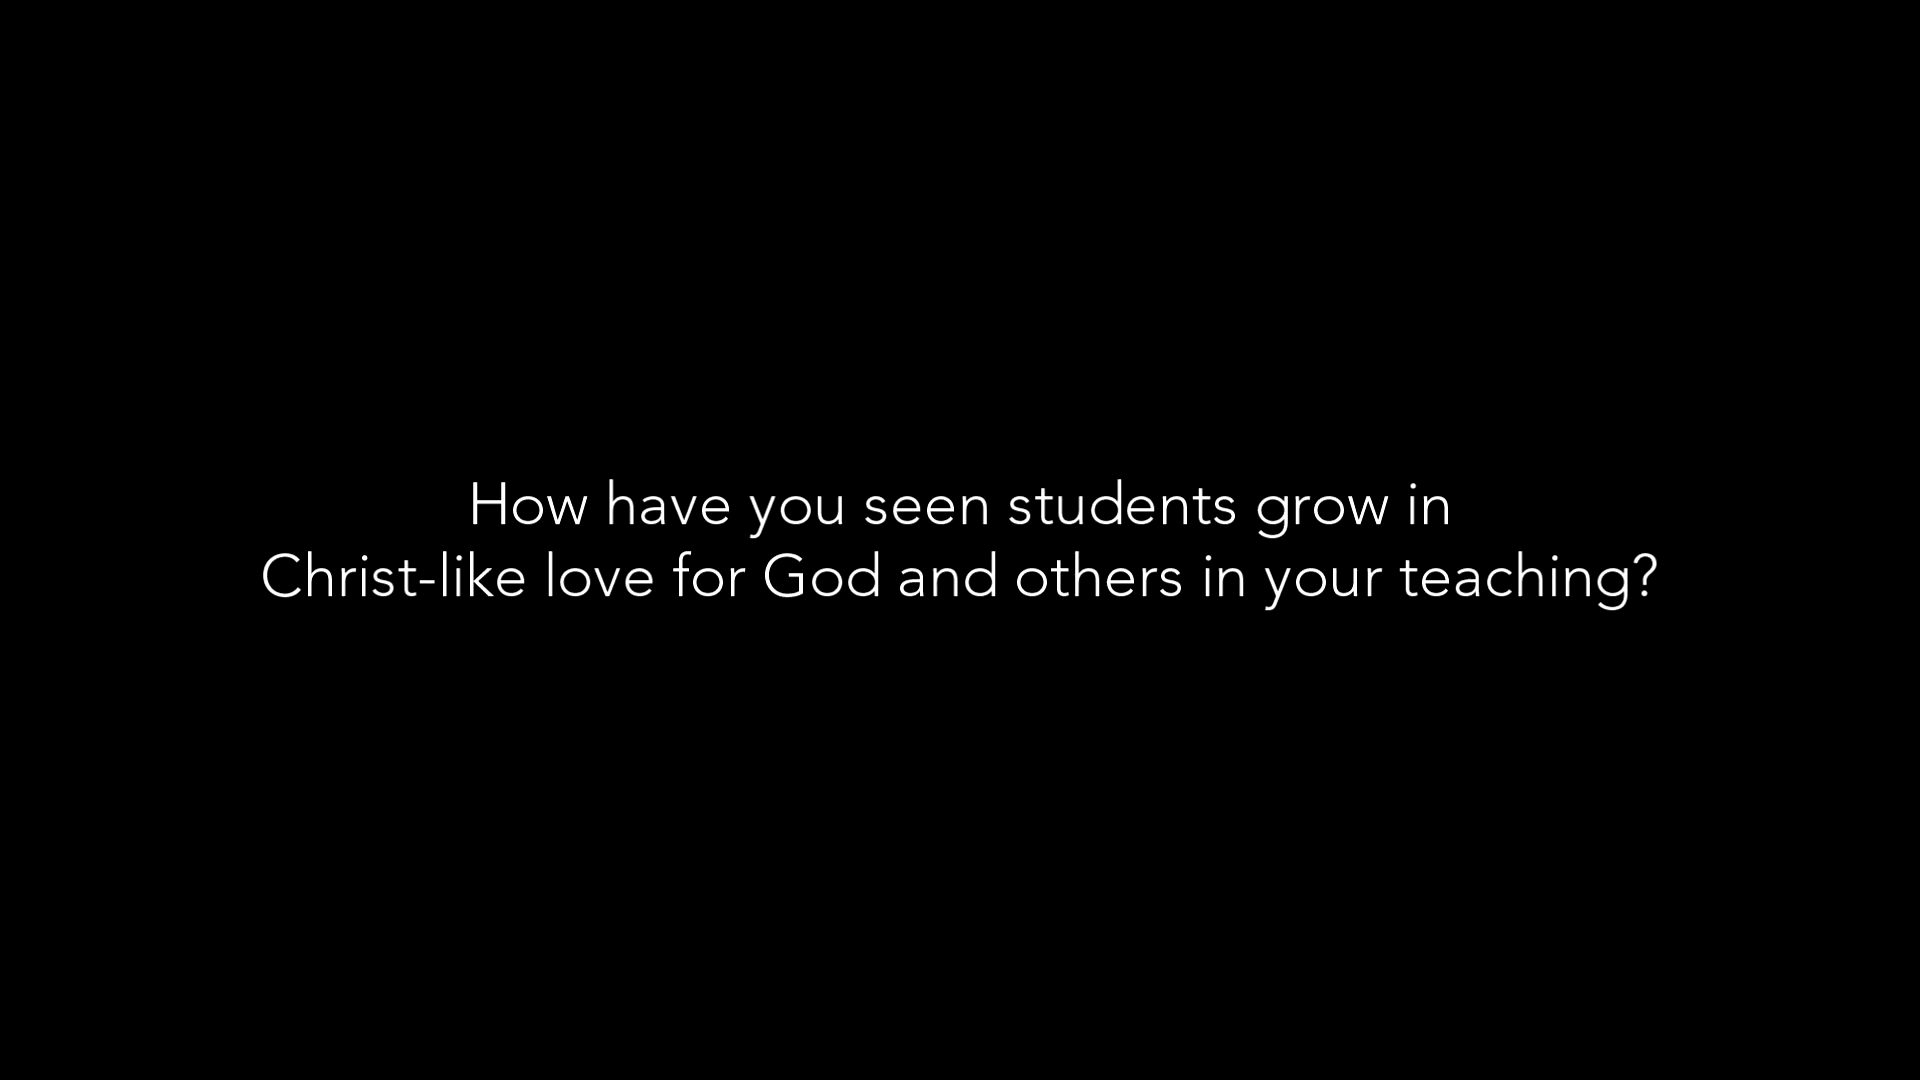 How have you seen students grow in
Christ-like love for God and others in your teaching?